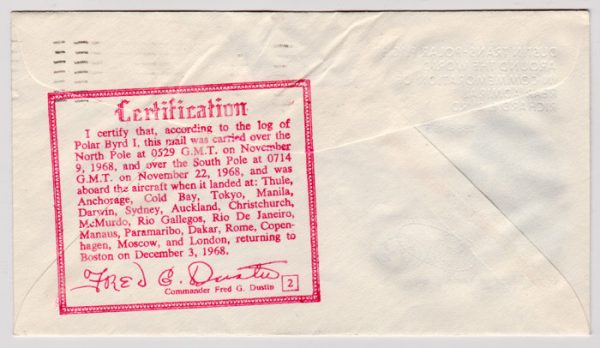 Certification
I certify that, according to the log of
Polar Byrd I, this mail was carried over the
North Pole at 0529 G.M.T. on November
9, 1968, and over the South Pole at 0714
G.M.T. on November 22, 1968, and was
aboard the aircraft when it landed at: Thule,
Anchorage, Cold Bay, Tokyo, Manila,
Darwin, Sydney, Auckland, Christchurch,
McMurdo, Rio Gallegos, Rio De Janeiro,
Manaus, Paramaribo, Dakar, Rome, Copen-
hagen, Moscow, and London, returning to
Boston on December 3, 1968.
Fred G. Dustin
Commander Fred G. Dustin 2